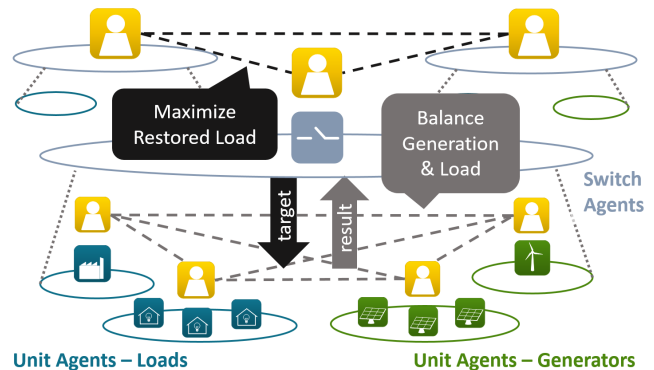 Maximize
Restored Load
Balance
Generation
& Load
Switch
Agents
target
result
Unit Agents – Loads
Unit Agents – Generators